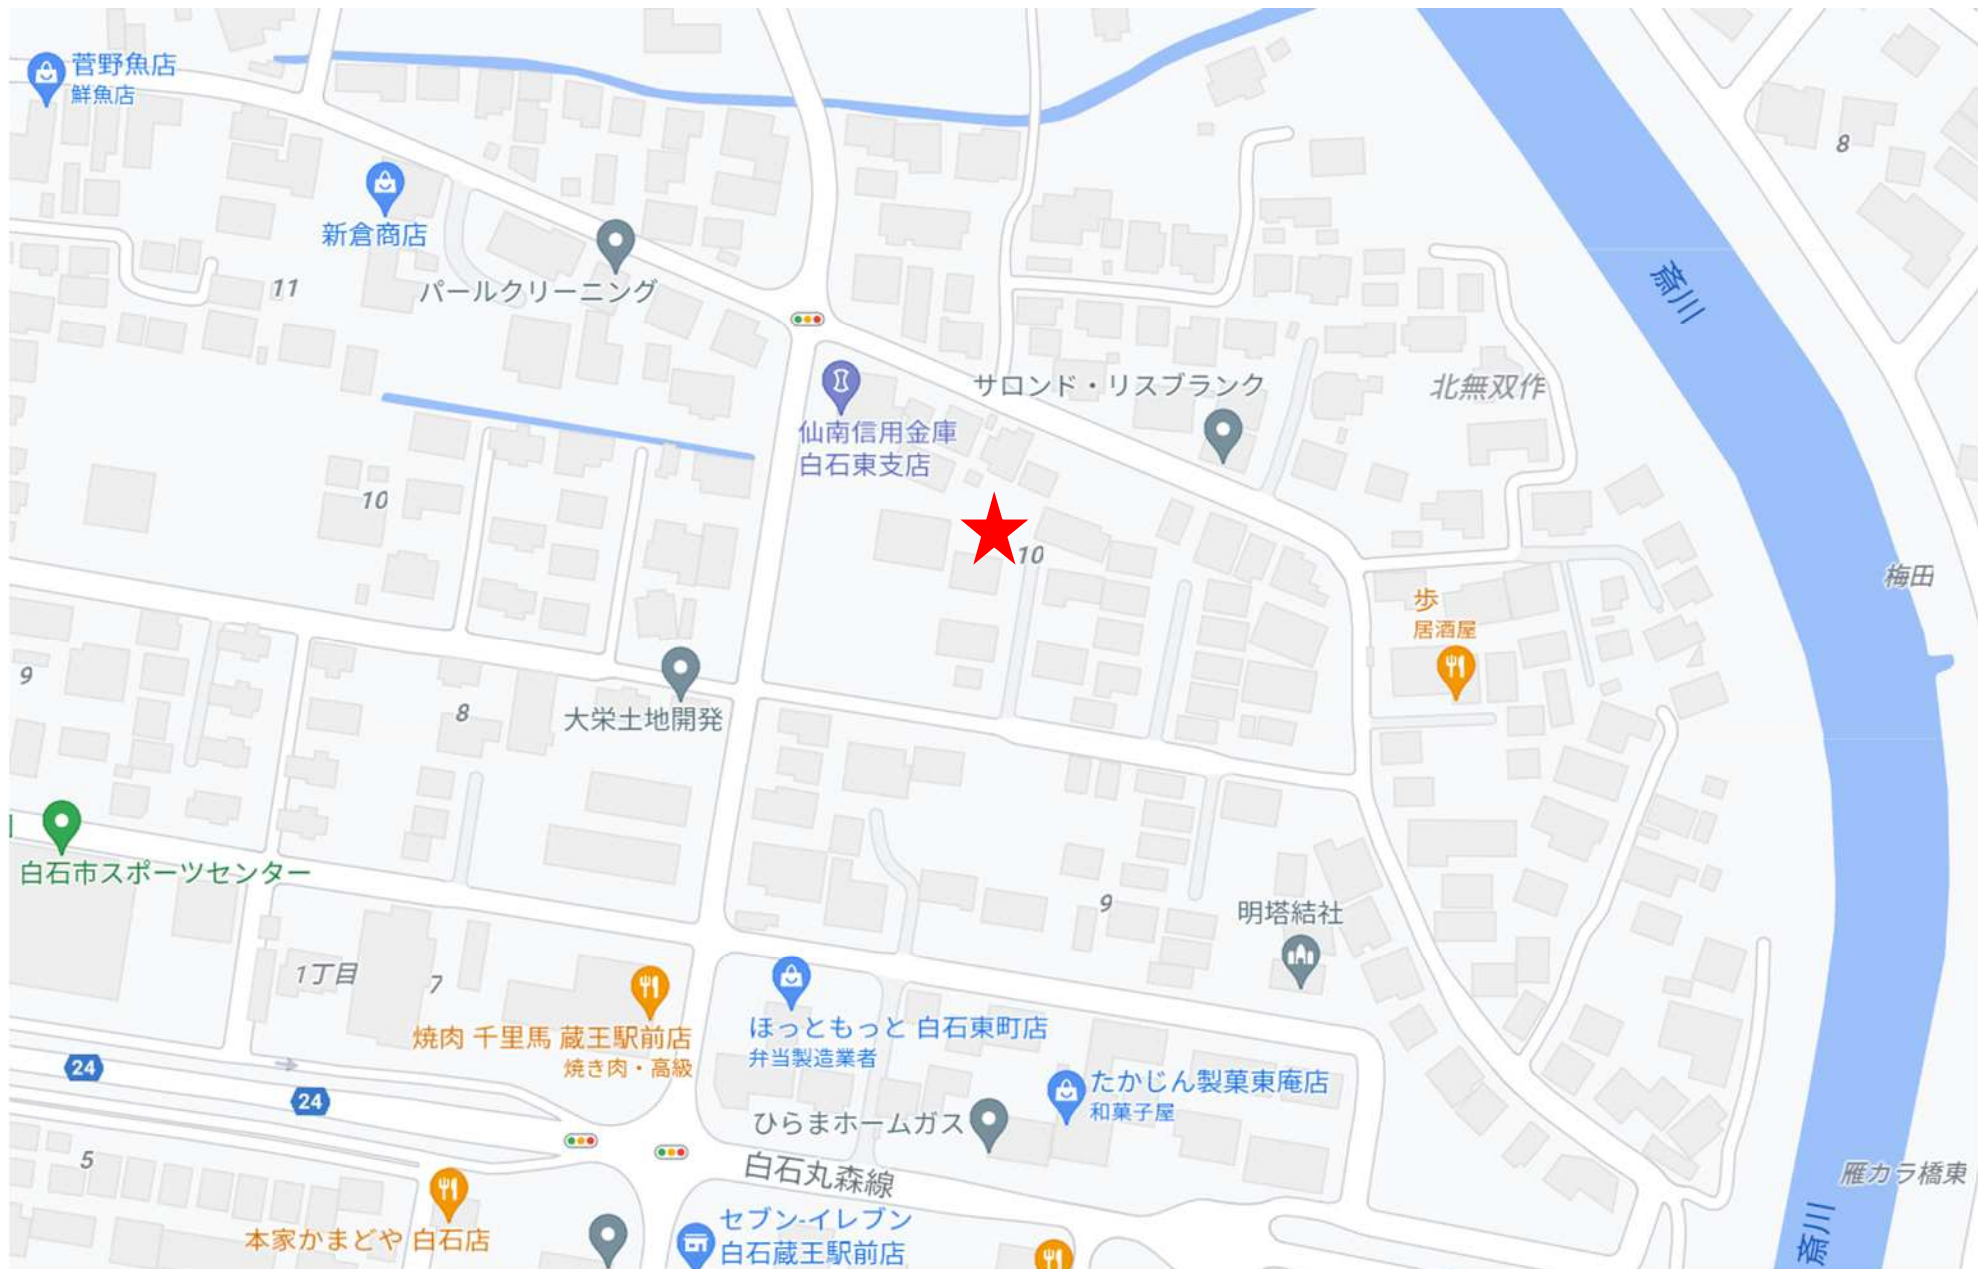 菅野魚店
鮮魚店
8
新倉商店
11
パールクリーニング
斎川
サロンド・リスブランク
北無双作
仙南信用金庫
白石東支店
10
10
梅田
歩
居酒屋
9
8
大栄土地開発
白石市スポーツセンター
9
明塔結社
1丁目
7
焼肉 千里馬 蔵王駅前店
焼き肉・高級
ほっともっと 白石東町店
弁当製造業者
24
24
たかじん製菓東庵店
和菓子屋
ひらまホームガス
5
白石丸森線
雁カラ橋東
本家かまどや 白石店
セブン-イレブン
白石蔵王駅前店
斎川